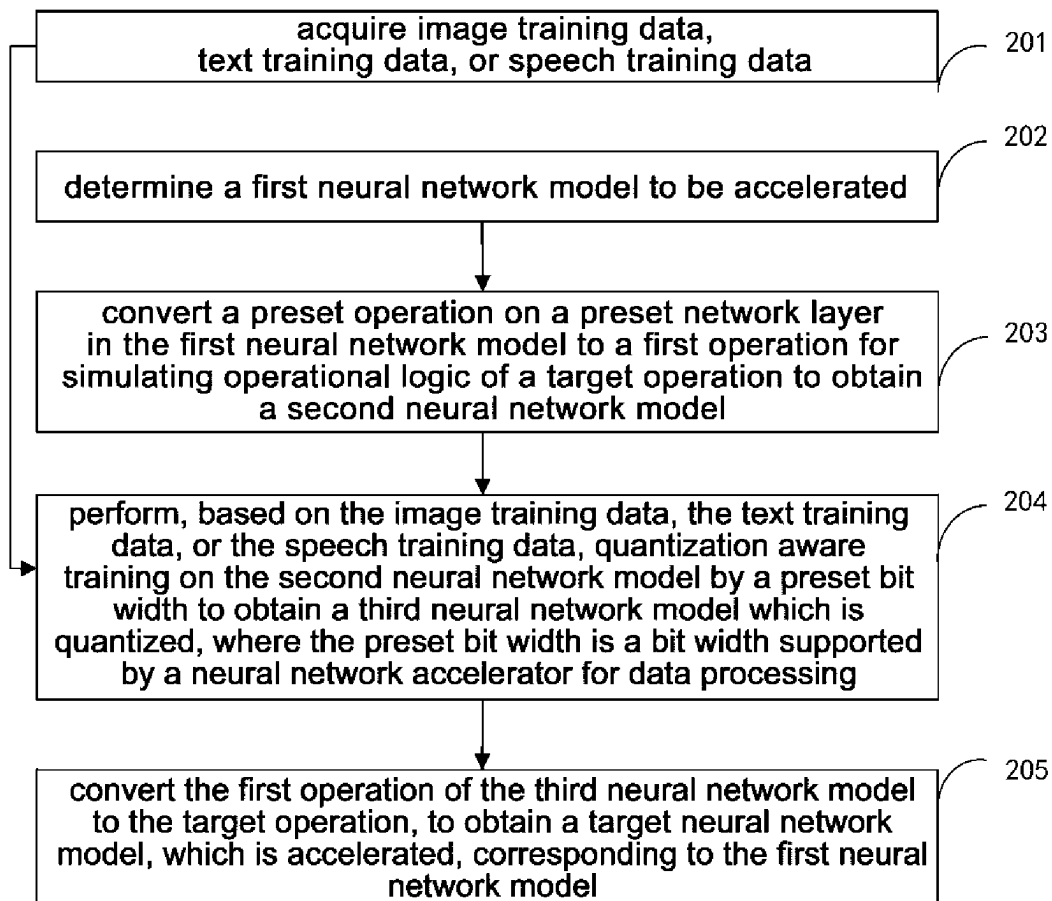 acquire image training data,
text training data, or speech training data
201
202
determine a first neural network model to be accelerated
convert a preset operation on a preset network layer
in the first neural network model to a first operation for
simulating operational logic of a target operation to obtain
a second neural network model
203
perform, based on the image training data, the text training
data, or the speech training data, quantization aware
training on the second neural network model by a preset bit
width to obtain a third neural network model which is
quantized, where the preset bit width is a bit width supported
by a neural network accelerator for data processing
204
convert the first operation of the third neural network model
to the target operation, to obtain a target neural network
model, which is accelerated, corresponding to the first neural
network model
205